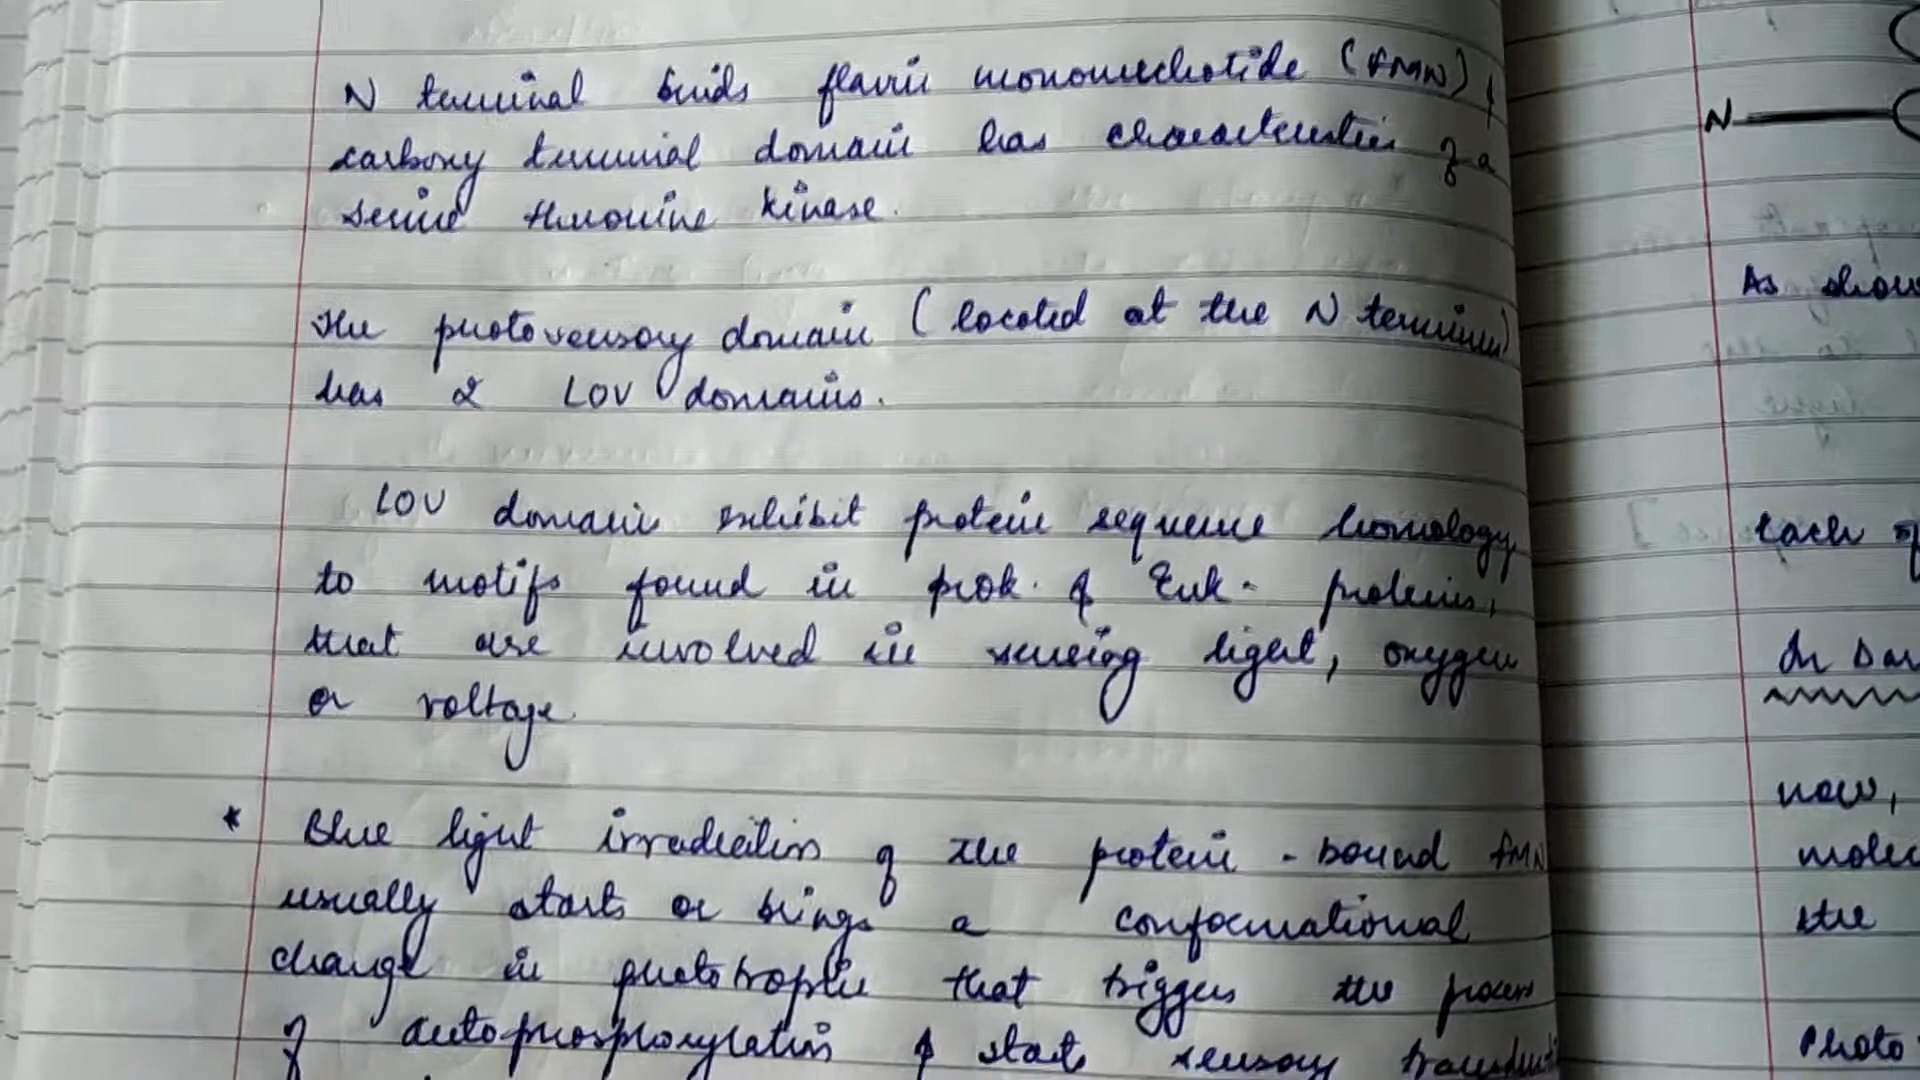 N terminal binds flavin mononucleotide (FMN) &
carboxy terminal domain has characteristics of a
serine threonine kinase.
The photosensory domain (located at the N terminus)
has 2 LOV domains.
LOV domain exhibit protein sequence homology
to motifs found in prok. & Euk. proteins,
that are involved in sensing light, oxygen
or voltage.
* Blue light irradiation of the protein - bound FMN
usually starts or brings a conformational
change in phototropin that triggers the process
of autophosphorylation & starts sensory
N
As
Each of
In
now,
the
Photo